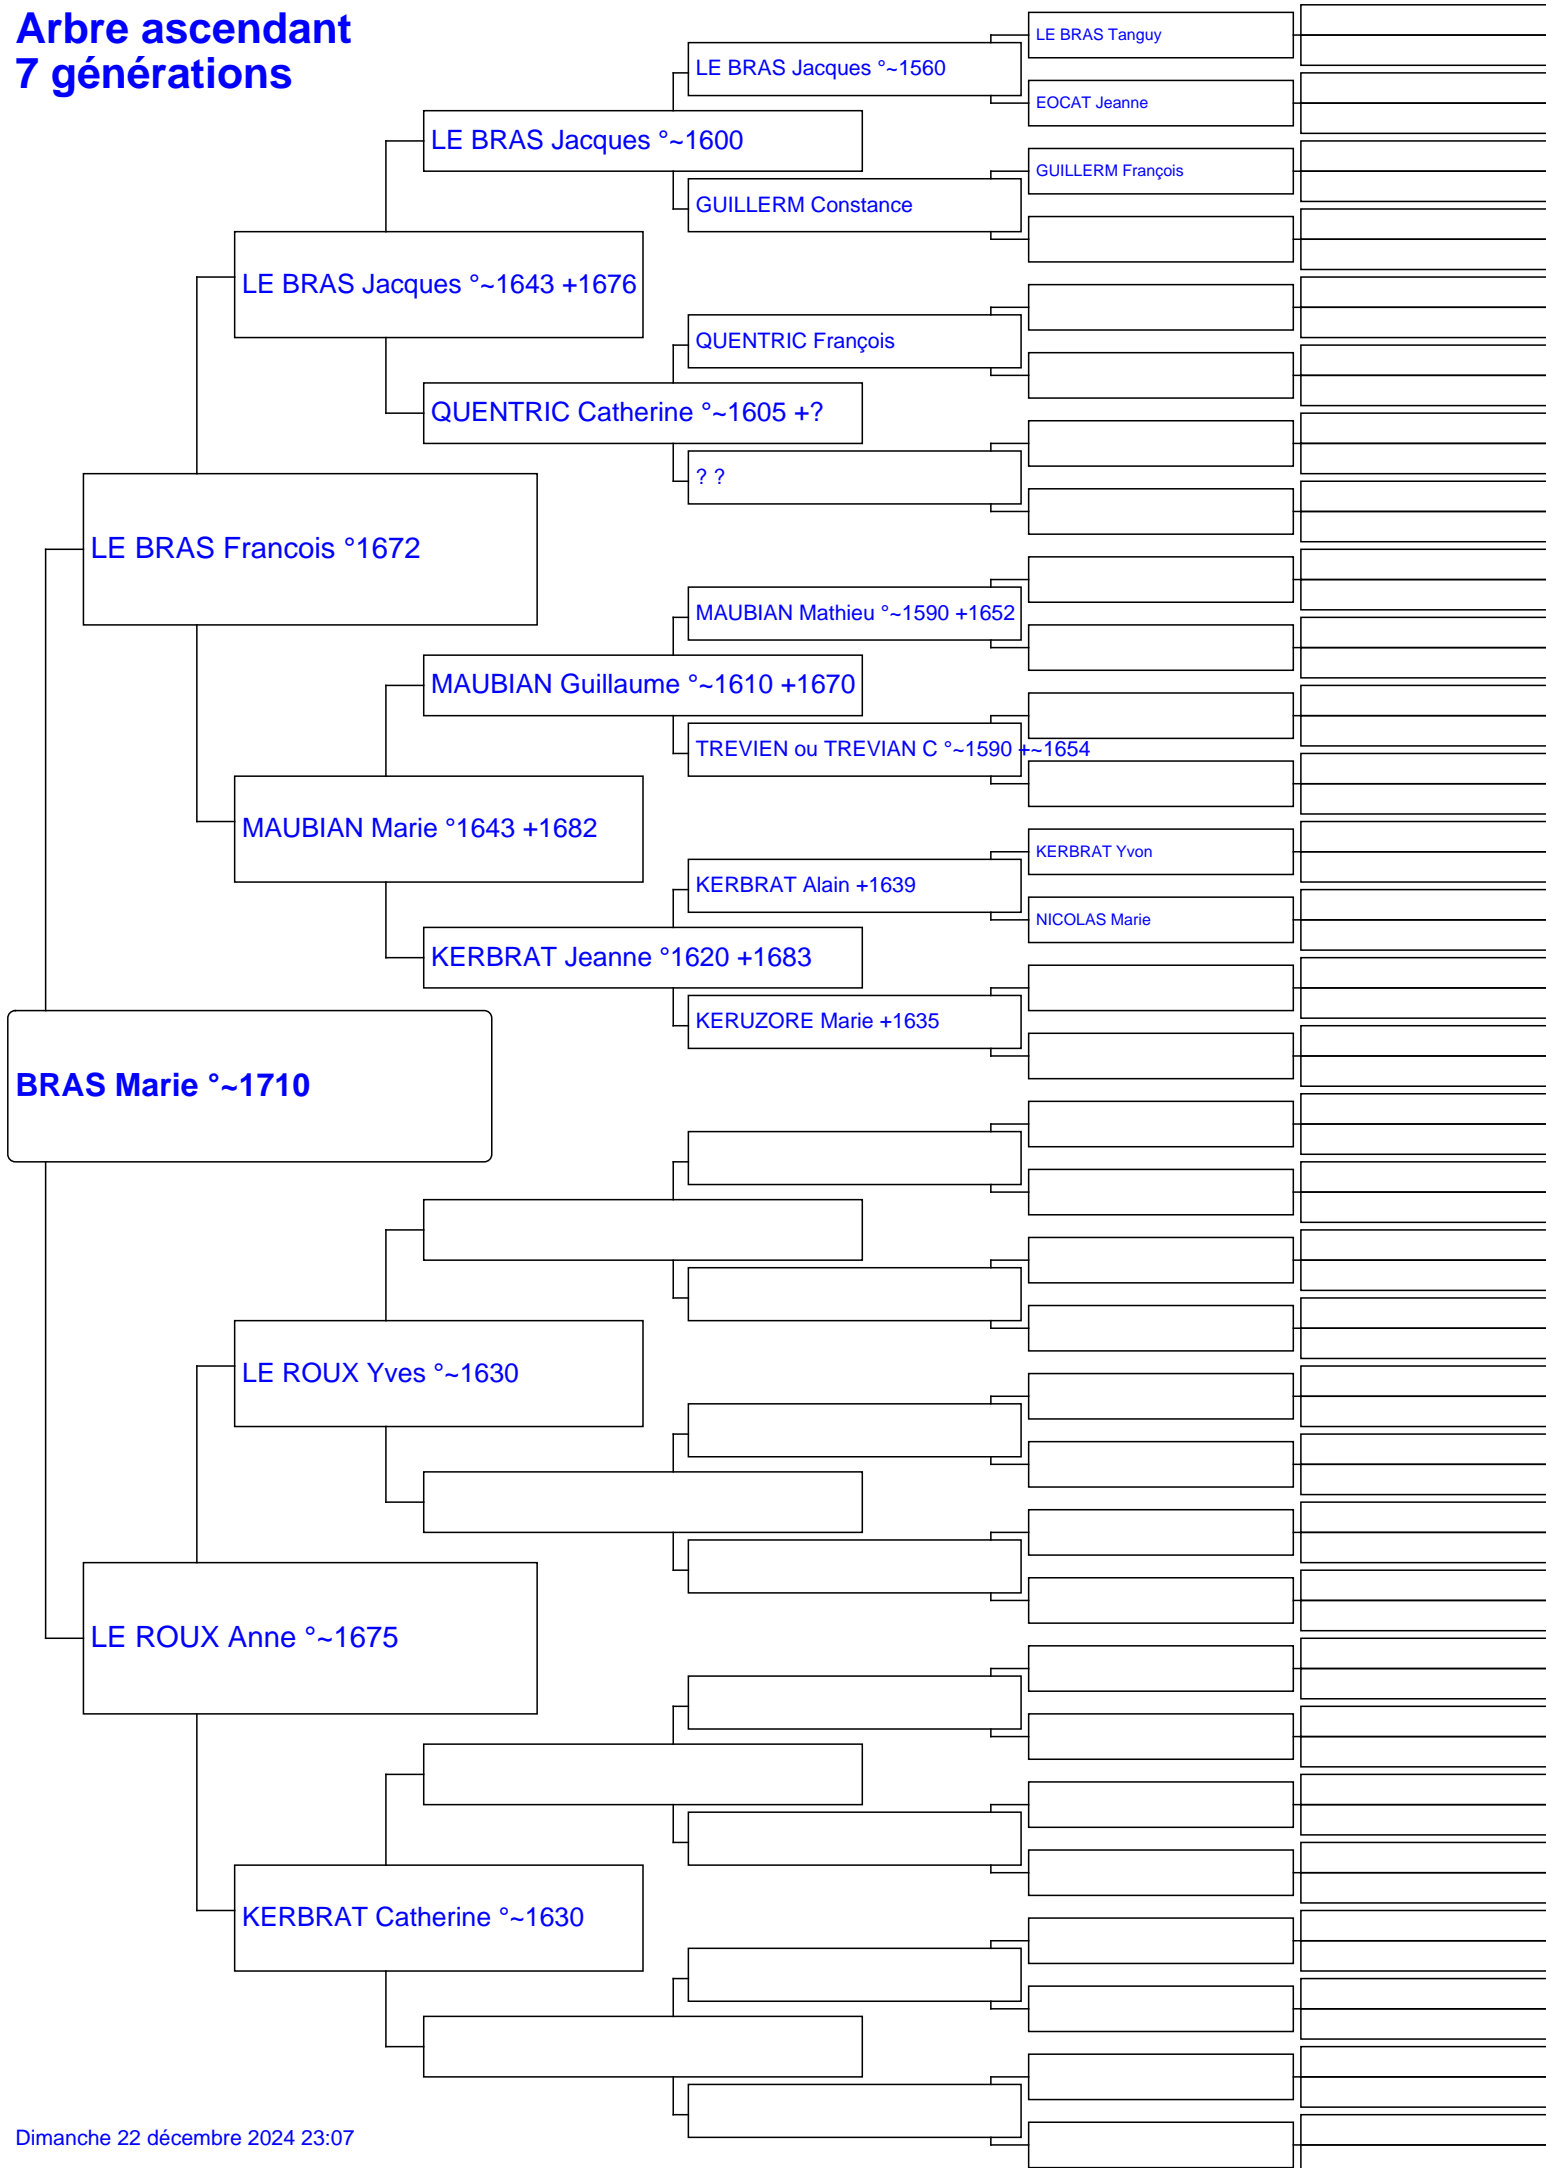 Arbre ascendant
7 générations
LE BRAS Tanguy
LE BRAS Jacques °~1560
EOCAT Jeanne
LE BRAS Jacques °~1600
GUILLERM François
GUILLERM Constance
LE BRAS Jacques °~1643 +1676
QUENTRIC François
QUENTRIC Catherine °~1605 +?
? ?
LE BRAS Francois °1672
MAUBIAN Mathieu °~1590 +1652
MAUBIAN Guillaume °~1610 +1670
TREVIEN ou TREVIAN C °~1590 +~1654
MAUBIAN Marie °1643 +1682
KERBRAT Yvon
KERBRAT Alain +1639
NICOLAS Marie
KERBRAT Jeanne °1620 +1683
KERUZORE Marie +1635
BRAS Marie °~1710
LE ROUX Yves °~1630
LE ROUX Anne °~1675
KERBRAT Catherine °~1630
Dimanche 22 décembre 2024 23:07